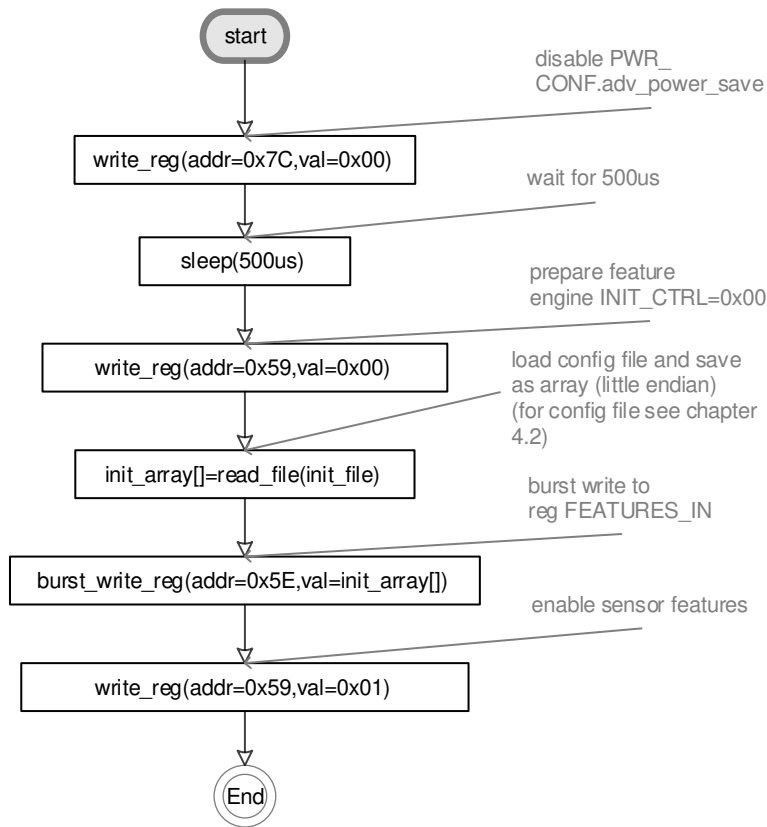 start
disable PWR_
CONF.adv_power_save
write_reg(addr=0x7C,val=0x00)
wait for 500us
sleep(500us)
prepare feature
engine INIT_CTRL=0x00
write_reg(addr=0x59,val=0x00)
load config file and save
as array (little endian)
(for config file see chapter
4.2)
init_array[]=read_file(init_file)
burst write to
reg FEATURES_IN
burst_write_reg(addr=0x5E,val=init_array[])
enable sensor features
write_reg(addr=0x59,val=0x01)
End